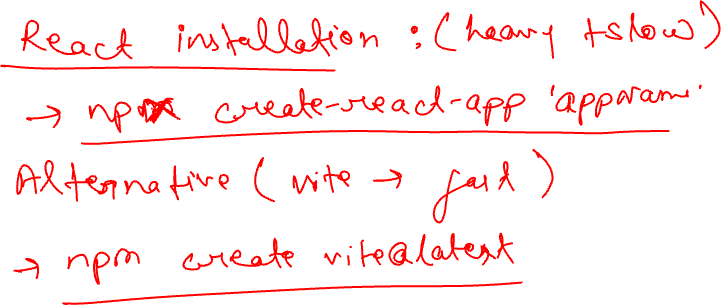 React installation : (heavy + slow)
→ npx create-react-app 'appname'
Alternative ( vite → fast )
→ npm create vite@latest